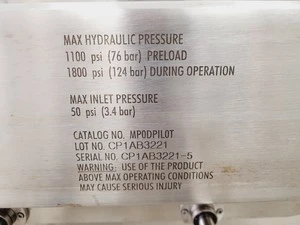 MAX HYDRAULIC PRESSURE
1100 psi (76 bar) PRELOAD
1800 psi (124 bar) DURING OPERATION
MAX INLET PRESSURE
50 psi (3.4 bar)
CATALOG NO. MPODPILOT
LOT NO. CP1AB3221
SERIAL NO. CP1AB3221-5
WARNING: USE OF THE PRODUCT
ABOVE MAX OPERATING CONDITIONS
MAY CAUSE SERIOUS INJURY